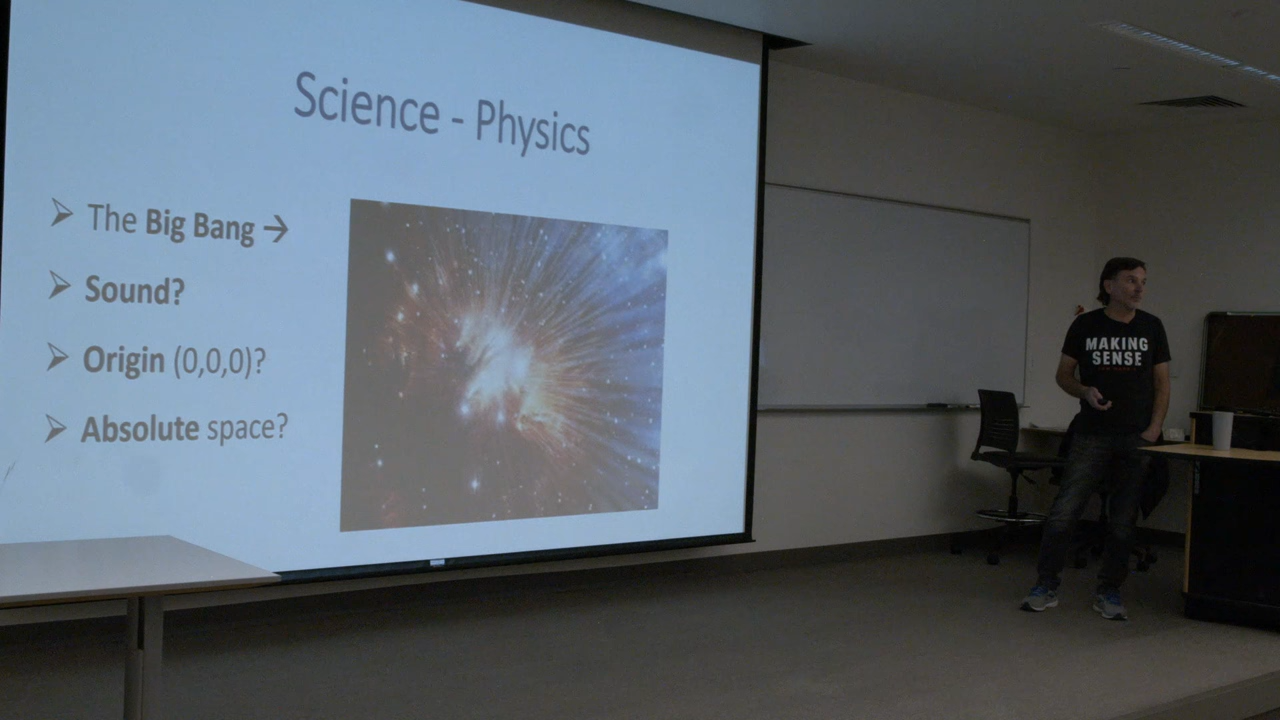 Science - Physics
➢ The Big Bang →
➢ Sound?
➢ Origin (0,0,0)?
➢ Absolute space?
MAKING
SENSE